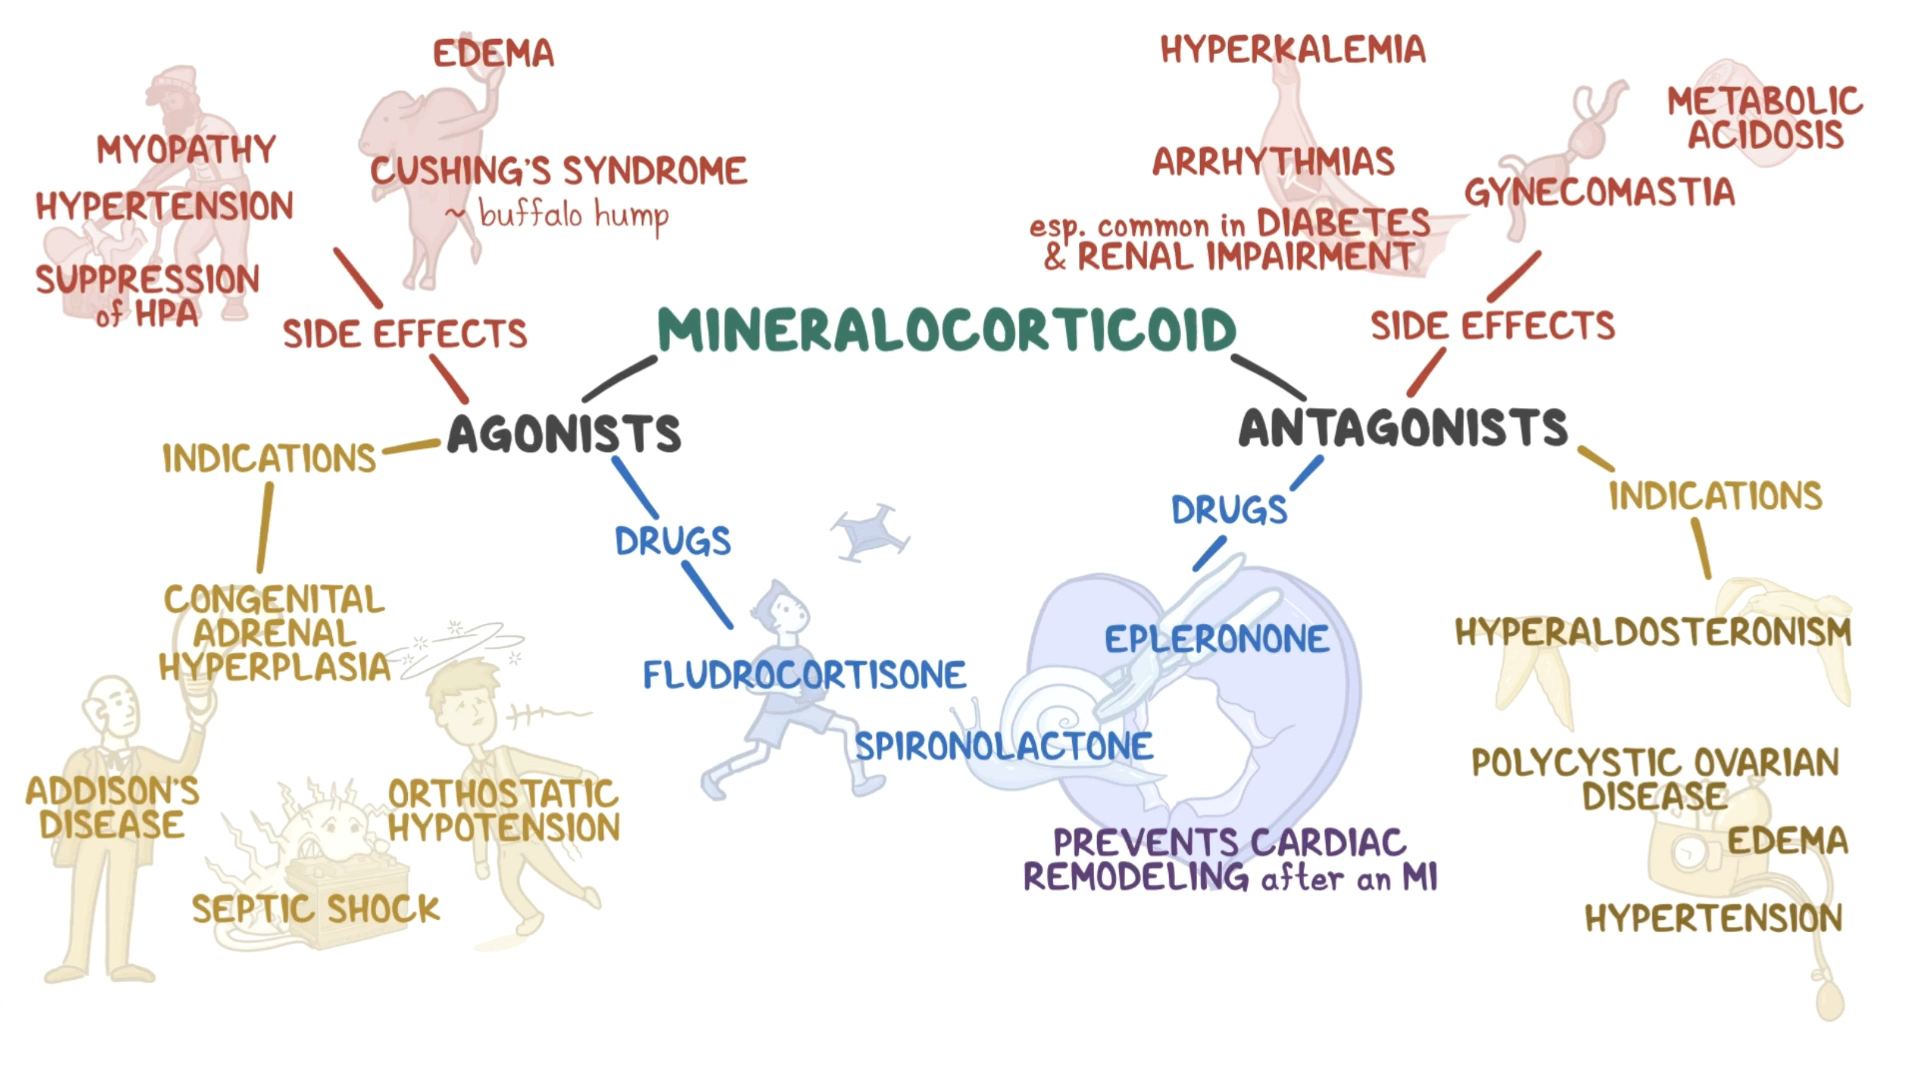 MINERALOCORTICOID
AGONISTS
SIDE EFFECTS
EDEMA
MYOPATHY
CUSHING'S SYNDROME
~ buffalo hump
HYPERTENSION
SUPPRESSION
of HPA
INDICATIONS
CONGENITAL
ADRENAL
HYPERPLASIA
ADDISON'S
DISEASE
ORTHOSTATIC
HYPOTENSION
SEPTIC SHOCK
DRUGS
FLUDROCORTISONE
ANTAGONISTS
SIDE EFFECTS
HYPERKALEMIA
ARRHYTHMIAS
esp. common in DIABETES
& RENAL IMPAIRMENT
METABOLIC
ACIDOSIS
GYNECOMASTIA
DRUGS
EPLERONONE
SPIRONOLACTONE
PREVENTS CARDIAC
REMODELING after an MI
INDICATIONS
HYPERALDOSTERONISM
POLYCYSTIC OVARIAN
DISEASE
EDEMA
HYPERTENSION